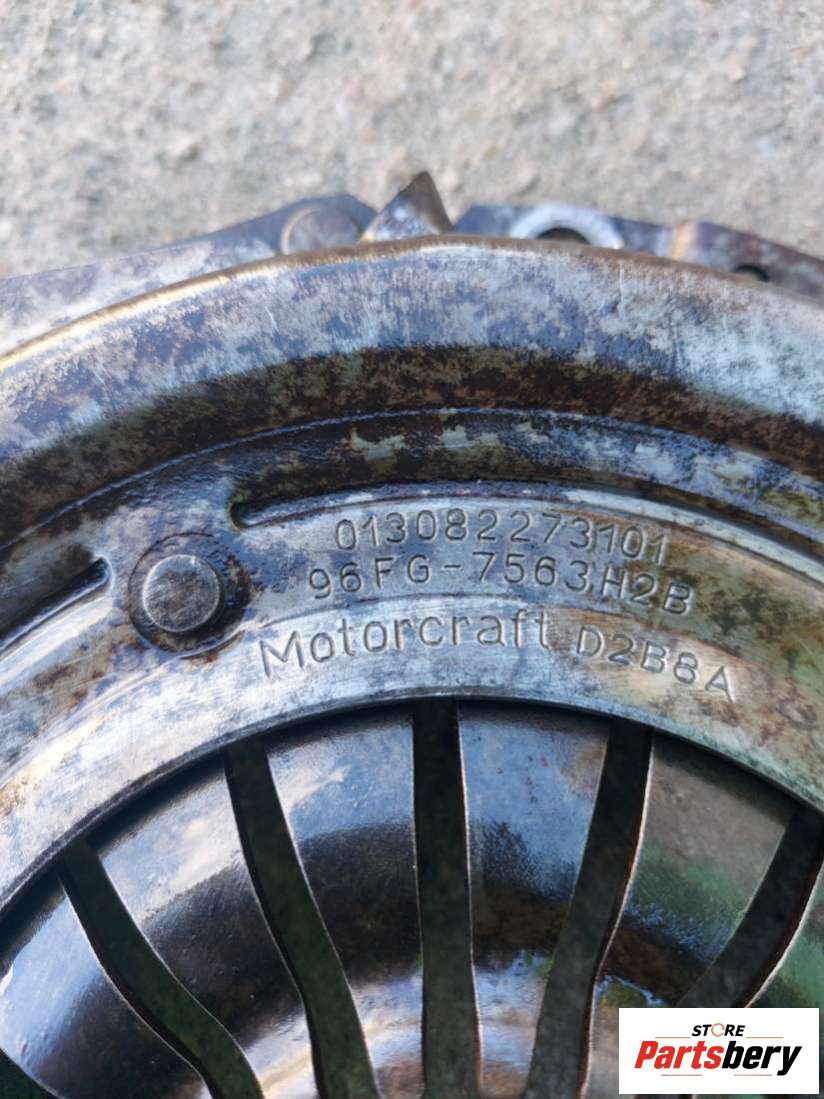 013082273101
96FG-7563H2B
Motorcraft D2B8A
STORE
Partsbery